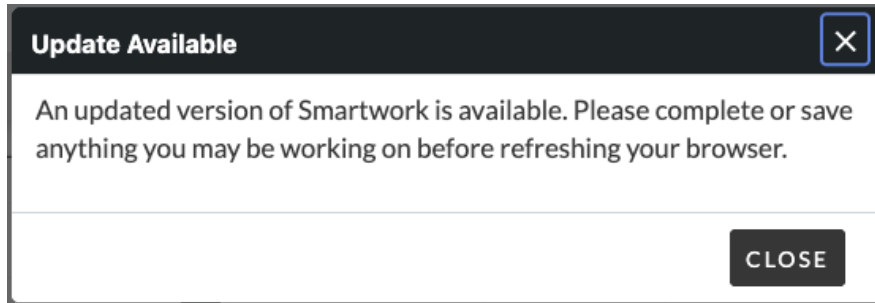 Update Available
An updated version of Smartwork is available. Please complete or save
anything you may be working on before refreshing your browser.
CLOSE